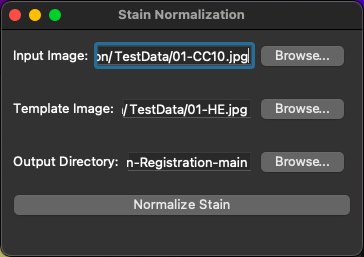 Stain Normalization
Input Image: on/TestData/01-CC10.jpg Browse...
Template Image: /TestData/01-HE.jpg Browse...
Output Directory: n-Registration-main Browse...
Normalize Stain